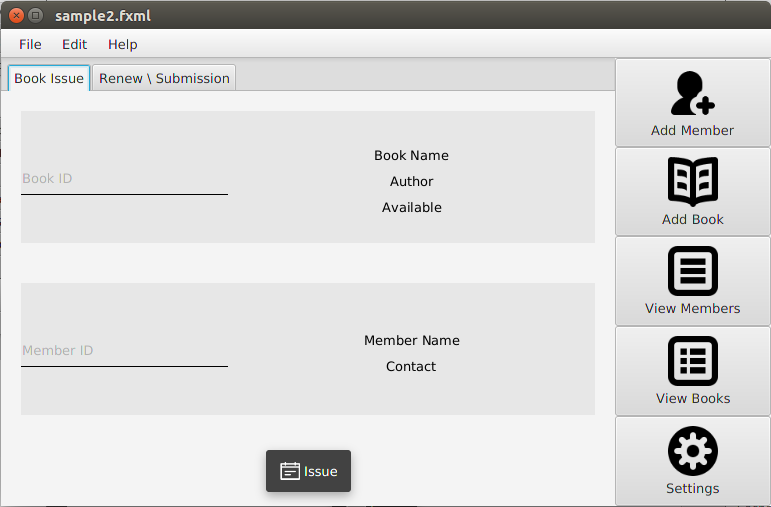 sample2.fxml
File Edit Help
Book Issue Renew \ Submission
Book ID
Book Name
Author
Available
Member ID
Member Name
Contact
Issue
Add Member
Add Book
View Members
View Books
Settings